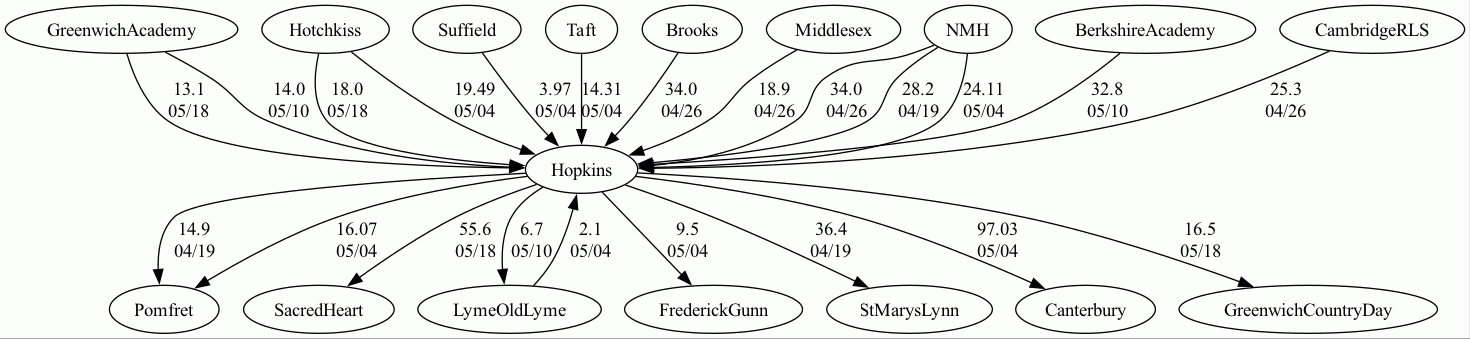 GreenwichAcademy Hotchkiss Suffield Taft Brooks Middlesex NMH BerkshireAcademy CambridgeRLS
13.1 14.0 18.0 19.49 3.97 14.31 34.0 18.9 34.0 28.2 24.11 32.8 25.3
05/18 05/10 05/18 05/04 05/04 05/04 04/26 04/26 04/26 04/19 05/04 05/10 04/26
Hopkins
14.9 16.07 55.6 6.7 2.1 9.5 36.4 97.03 16.5
04/19 05/04 05/18 05/10 05/04 05/04 04/19 05/04 05/18
Pomfret SacredHeart LymeOldLyme FrederickGunn StMarysLynn Canterbury GreenwichCountryDay